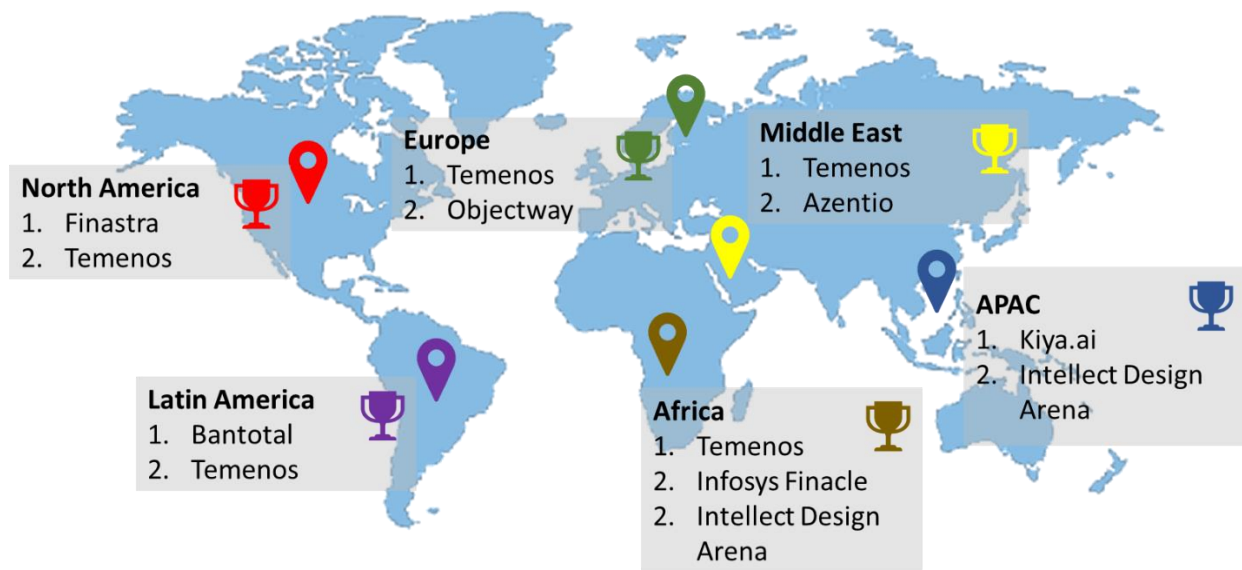 Europe
1. Temenos
2. Objectway
Middle East
1. Temenos
2. Azentio
North America
1. Finastra
2. Temenos
APAC
1. Kiya.ai
2. Intellect Design
Arena
Latin America
1. Bantotal
2. Temenos
Africa
1. Temenos
2. Infosys Finacle
2. Intellect Design
Arena